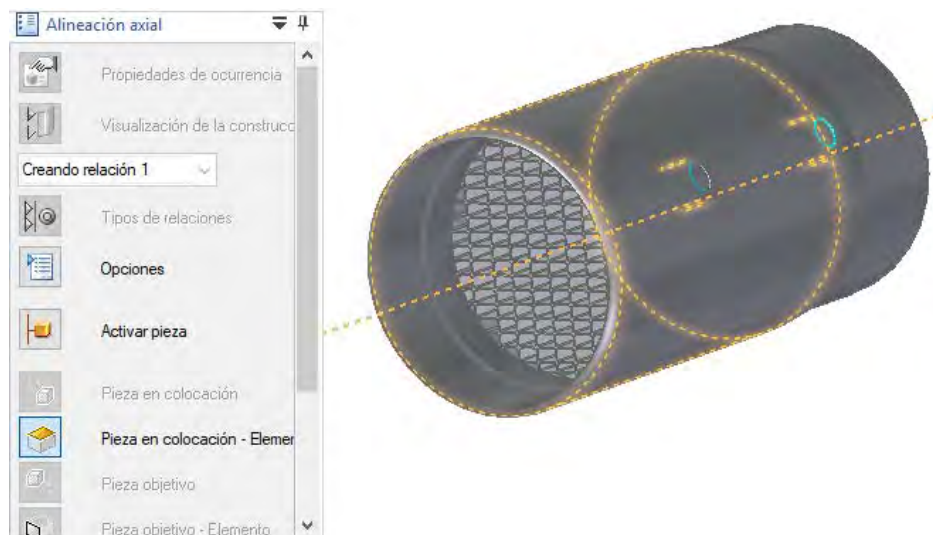 Alineación axial
Propiedades de ocurrencia
Visualización de la construcc
Creando relación 1
Tipos de relaciones
Opciones
Activar pieza
Pieza en colocación
Pieza en colocación - Elemen
Pieza objetivo
Pieza objetivo - Elemento